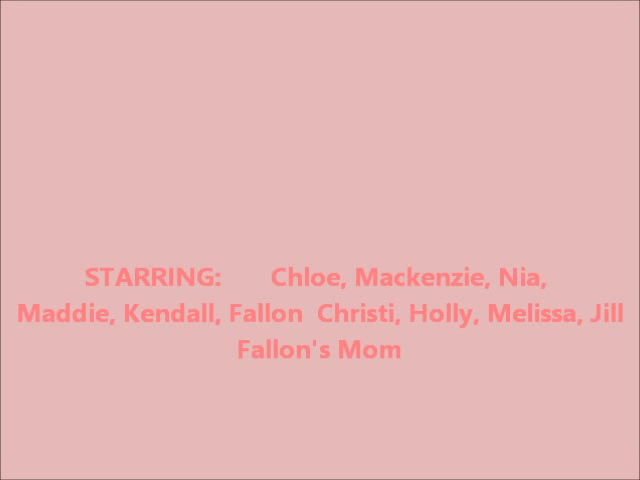 STARRING: Chloe, Mackenzie, Nia,
Maddie, Kendall, Fallon Christi, Holly, Melissa, Jill
Fallon's Mom